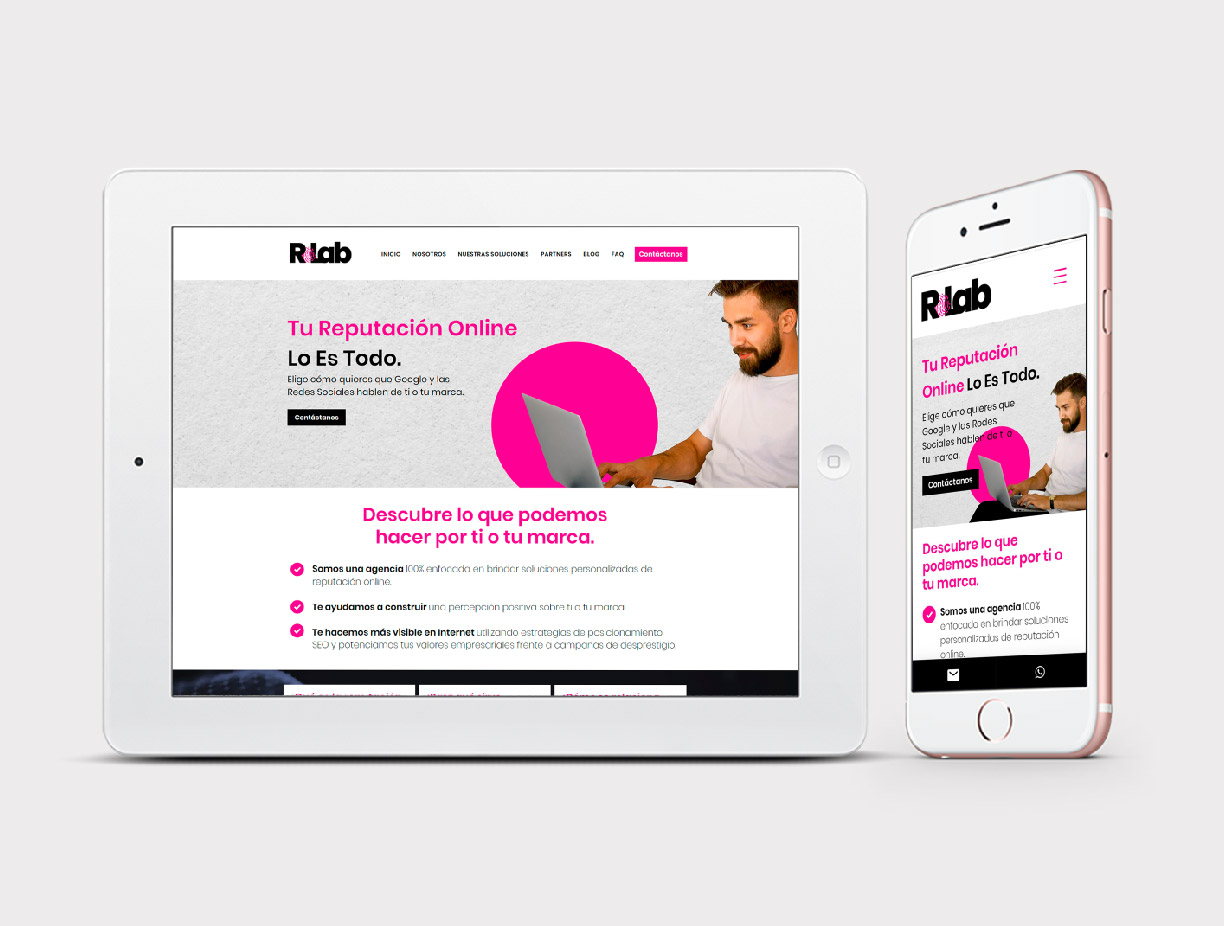 R Lab
INICIO NOSOTROS NUESTRAS SOLUCIONES PARTNERS BLOG FAQ Contáctanos
Tu Reputación Online
Lo Es Todo.
Elige cómo quieres que Google y las
Redes Sociales hablen de ti o tu marca.
Contáctanos
Descubre lo que podemos
hacer por ti o tu marca.
Somos una agencia 100% enfocada en brindar soluciones personalizadas de
reputación online.
Te ayudamos a construir una percepción positiva sobre ti o tu marca
Te hacemos más visible en internet utilizando estrategias de posicionamiento
SEO y potenciamos tus valores empresariales frente a campañas de desprestigio.
R Lab
Tu Reputación
Online Lo Es Todo.
Elige cómo quieres que
Google y las Redes
Sociales hablen de ti o
tu marca.
Contáctanos
Descubre lo que
podemos hacer por ti o
tu marca.
Somos una agencia 100%
enfocada en brindar soluciones
personalizadas de reputación
online.